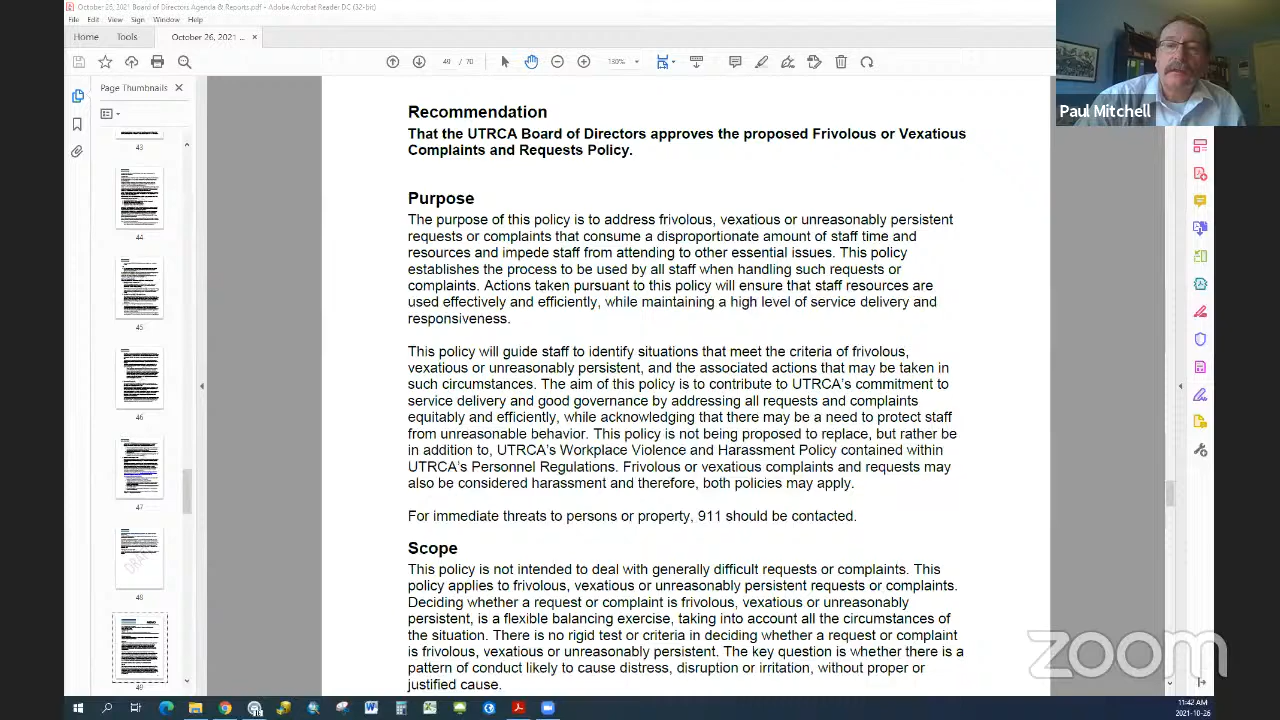 October 26, 2021 Board of Directors Agenda & Reports.pdf - Adobe Acrobat Reader DC (32-bit)
File Edit View Sign Window Help
Home Tools October 26, 2021 ... ×
49 / 70 130%
Page Thumbnails
Paul Mitchell
43
44
45
46
47
48
49
Recommendation
That the UTRCA Board of Directors approves the proposed Frivolous or Vexatious
Complaints and Requests Policy.
Purpose
The purpose of this policy is to address frivolous, vexatious or unreasonably persistent
requests or complaints that consume a disproportionate amount of staff time and
resources and impede staff from attending to other essential issues. This policy
establishes the process to be used by all staff when handling such requests or
complaints. Actions taken pursuant to this policy will ensure that staff resources are
used effectively and efficiently, while maintaining a high level of service delivery and
responsiveness.
This policy will guide staff to identify situations that meet the criteria of frivolous,
vexatious or unreasonably persistent, and the associated actions that may be taken in
such circumstances. The aim of this policy is to contribute to UTRCA's commitment to
service delivery and good governance by addressing all requests and complaints
equitably and efficiently, while acknowledging that there may be a need to protect staff
from unreasonable behavior. This policy is not being proposed to replace, but rather be
in addition to, UTRCA's Workplace Violence and Harassment Policy contained within
UTRCA's Personnel Regulations. Frivolous or vexatious complaints or requests may
also be considered harassment and therefore, both policies may apply.
For immediate threats to persons or property, 911 should be contacted.
Scope
This policy is not intended to deal with generally difficult requests or complaints. This
policy applies to frivolous, vexatious or unreasonably persistent requests or complaints.
Deciding whether a request or complaint is frivolous, vexatious or unreasonably
persistent is a flexible balancing exercise, taking into account all the circumstances of
the situation. There is no rigid test or criteria in deciding whether a request or complaint
is frivolous, vexatious or unreasonably persistent. The key question is whether there is a
pattern of conduct likely to cause distress, disruption or irritation, without proper or
justified cause.
zoom
11:42 AM
2021-10-26